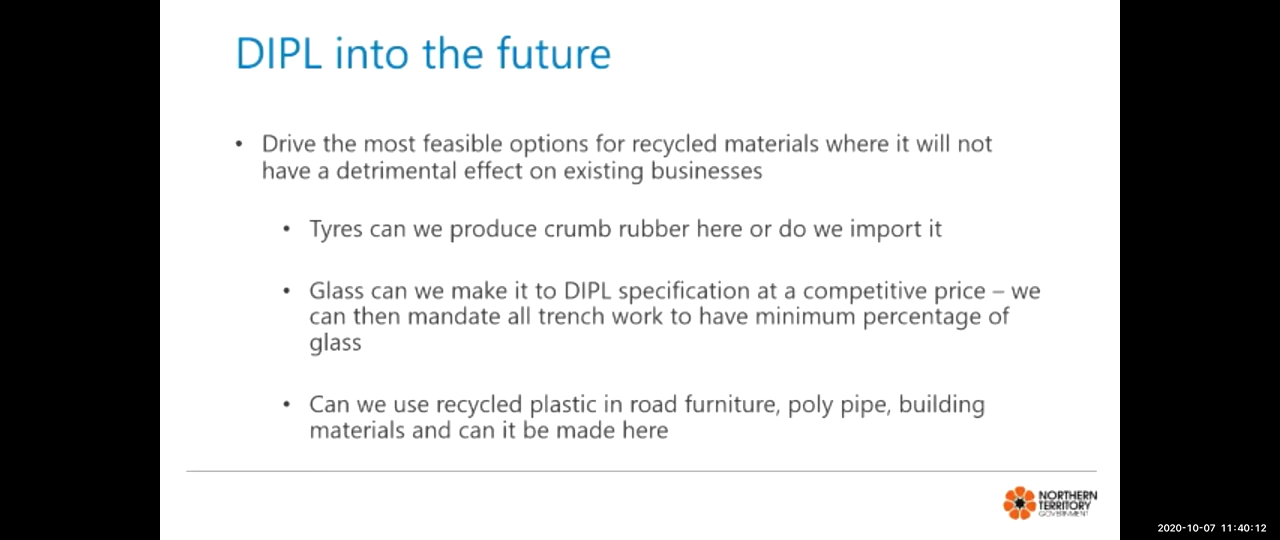 DIPL into the future
• Drive the most feasible options for recycled materials where it will not
have a detrimental effect on existing businesses
• Tyres can we produce crumb rubber here or do we import it
• Glass can we make it to DIPL specification at a competitive price – we
can then mandate all trench work to have minimum percentage of
glass
• Can we use recycled plastic in road furniture, poly pipe, building
materials and can it be made here
NORTHERN
TERRITORY
GOVERNMENT
2020-10-07 11:40:12